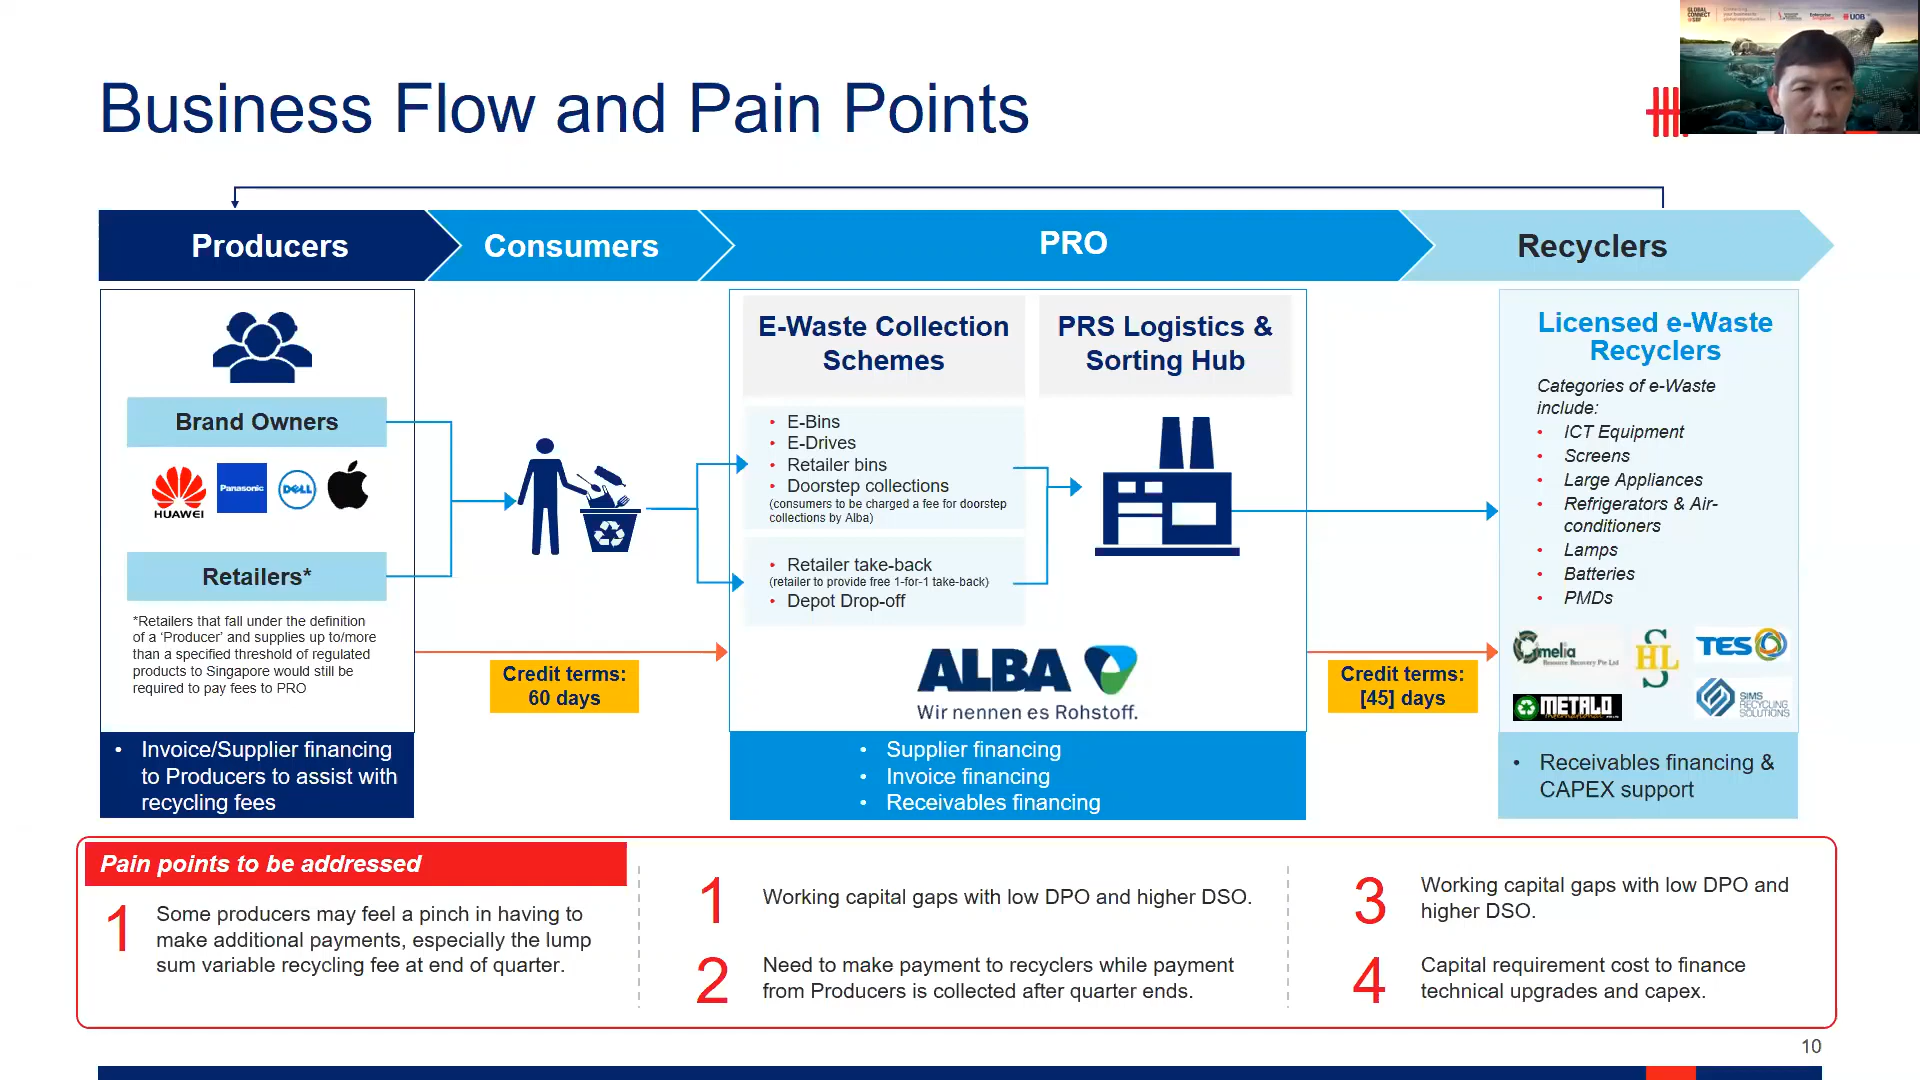 Business Flow and Pain Points
GLOBAL
CONNECT
@SBF
UOB
Producers
Consumers
PRO
Recyclers
Brand Owners
HUAWEI
Panasonic
DELL
Retailers*
*Retailers that fall under the definition
of a ‘Producer’ and supplies up to/more
than a specified threshold of regulated
products to Singapore would still be
required to pay fees to PRO
• Invoice/Supplier financing
to Producers to assist with
recycling fees
Credit terms:
60 days
E-Waste Collection
Schemes
• E-Bins
• E-Drives
• Retailer bins
• Doorstep collections
(consumers to be charged a fee for doorstep
collections by Alba)
• Retailer take-back
(retailer to provide free 1-for-1 take-back)
• Depot Drop-off
PRS Logistics &
Sorting Hub
ALBA
Wir nennen es Rohstoff.
• Supplier financing
• Invoice financing
• Receivables financing
Credit terms:
[45] days
Licensed e-Waste
Recyclers
Categories of e-Waste
include:
• ICT Equipment
• Screens
• Large Appliances
• Refrigerators & Air-
conditioners
• Lamps
• Batteries
• PMDs
Cimelia
Resource Recovery Pte Ltd
S
HL
S
TES
METALO
International
SIMS
RECYCLING
SOLUTIONS
• Receivables financing &
CAPEX support
Pain points to be addressed
1 Some producers may feel a pinch in having to
make additional payments, especially the lump
sum variable recycling fee at end of quarter.
1 Working capital gaps with low DPO and higher DSO.
2 Need to make payment to recyclers while payment
from Producers is collected after quarter ends.
3 Working capital gaps with low DPO and
higher DSO.
4 Capital requirement cost to finance
technical upgrades and capex.
10